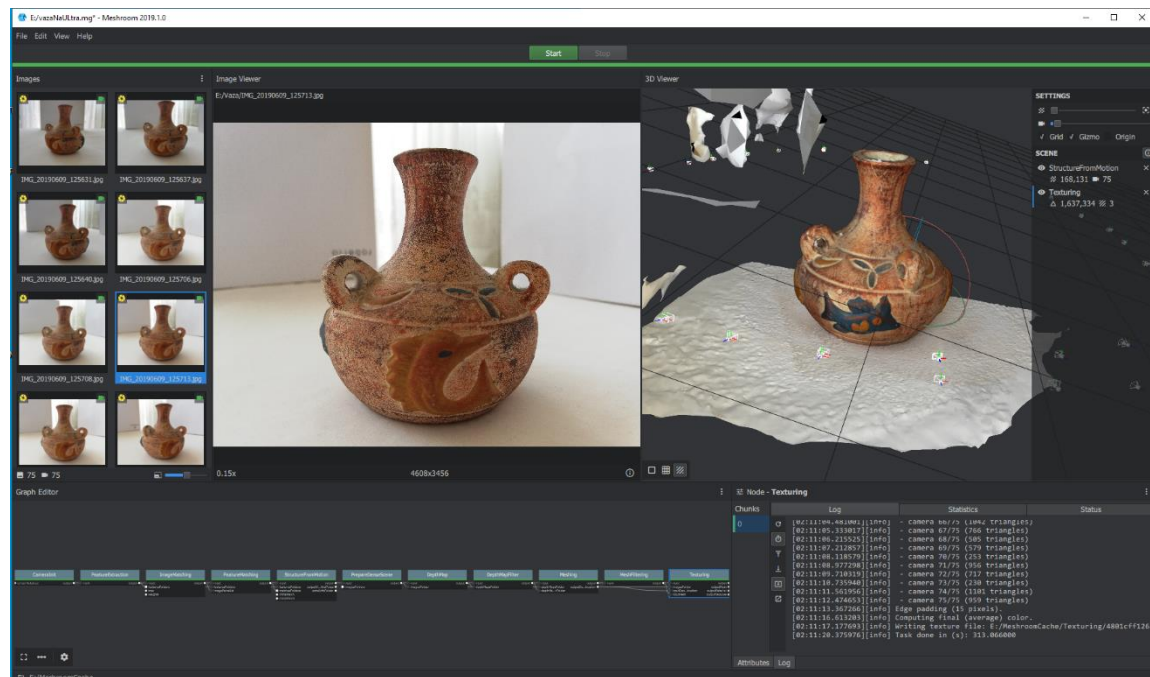 E:/vazaNaULtra.mg* - Meshroom 2019.1.0
File Edit View Help
Start Stop
Images
Image Viewer
3D Viewer
E:/Vaza/IMG_20190609_125713.jpg
IMG_20190609_125631.jpg IMG_20190609_125637.jpg
IMG_20190609_125640.jpg IMG_20190609_125706.jpg
IMG_20190609_125708.jpg IMG_20190609_125713.jpg
75 75
0.15x
4608x3456
SETTINGS
Grid Gizmo Origin
SCENE
StructureFromMotion
168,131 75
Texturing
1,637,334 3
Graph Editor
CameraInit FeatureExtraction ImageMatching FeatureMatching StructureFromMotion PrepareDenseScene DepthMap DepthMapFilter Meshing MeshFiltering Texturing
Node - Texturing
Chunks Log Statistics Status
0
[02:11:04.481001][info] - camera 66/75 (1042 triangles)
[02:11:05.333017][info] - camera 67/75 (766 triangles)
[02:11:06.215525][info] - camera 68/75 (505 triangles)
[02:11:07.212857][info] - camera 69/75 (579 triangles)
[02:11:08.118579][info] - camera 70/75 (253 triangles)
[02:11:08.977298][info] - camera 71/75 (956 triangles)
[02:11:09.710319][info] - camera 72/75 (717 triangles)
[02:11:10.735940][info] - camera 73/75 (230 triangles)
[02:11:11.561956][info] - camera 74/75 (1101 triangles)
[02:11:12.474653][info] - camera 75/75 (959 triangles)
[02:11:13.367266][info] Edge padding (15 pixels).
[02:11:16.613203][info] Computing final (average) color.
[02:11:17.177693][info] Writing texture file: E:/MeshroomCache/Texturing/4801cff126
[02:11:20.375976][info] Task done in (s): 313.066000
Attributes Log